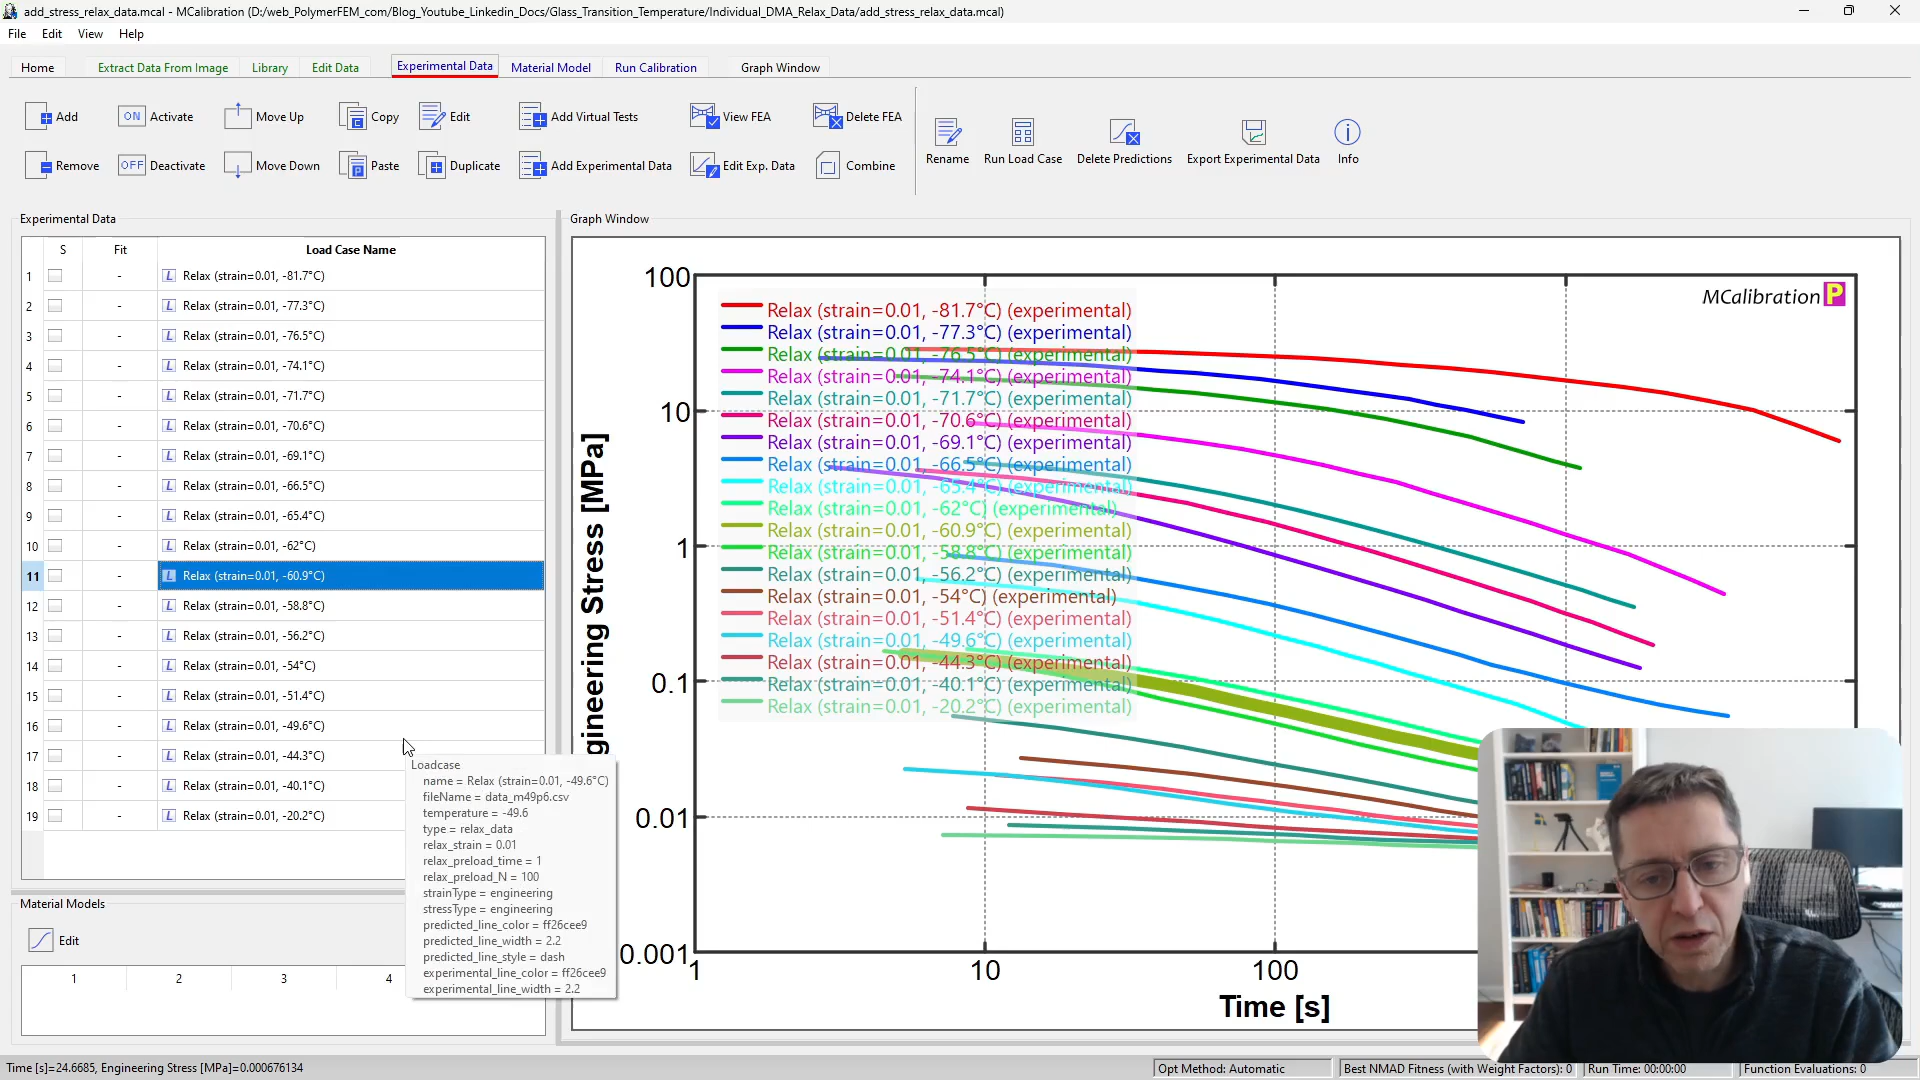 add_stress_relax_data.mcal - MCalibration (D:/web_PolymerFEM_com/Blog_Youtube_Linkedin_Docs/Glass_Transition_Temperature/Individual_DMA_Relax_Data/add_stress_relax_data.mcal)
File Edit View Help
Home Extract Data From Image Library Edit Data Experimental Data Material Model Run Calibration Graph Window
Add ON Activate Move Up Copy Edit Add Virtual Tests View FEA Delete FEA
Remove OFF Deactivate Move Down Paste Duplicate Add Experimental Data Edit Exp. Data Combine
Rename Run Load Case Delete Predictions Export Experimental Data Info
Experimental Data
S Fit Load Case Name
1 - L Relax (strain=0.01, -81.7°C)
2 - L Relax (strain=0.01, -77.3°C)
3 - L Relax (strain=0.01, -76.5°C)
4 - L Relax (strain=0.01, -74.1°C)
5 - L Relax (strain=0.01, -71.7°C)
6 - L Relax (strain=0.01, -70.6°C)
7 - L Relax (strain=0.01, -69.1°C)
8 - L Relax (strain=0.01, -66.5°C)
9 - L Relax (strain=0.01, -65.4°C)
10 - L Relax (strain=0.01, -62°C)
11 - L Relax (strain=0.01, -60.9°C)
12 - L Relax (strain=0.01, -58.8°C)
13 - L Relax (strain=0.01, -56.2°C)
14 - L Relax (strain=0.01, -54°C)
15 - L Relax (strain=0.01, -51.4°C)
16 - L Relax (strain=0.01, -49.6°C)
17 - L Relax (strain=0.01, -44.3°C)
18 - L Relax (strain=0.01, -40.1°C)
19 - L Relax (strain=0.01, -20.2°C)
Loadcase
name = Relax (strain=0.01, -49.6°C)
fileName = data_m49p6.csv
temperature = -49.6
type = relax_data
relax_strain = 0.01
relax_preload_time = 1
relax_preload_N = 100
strainType = engineering
stressType = engineering
predicted_line_color = ff26cee9
predicted_line_width = 2.2
predicted_line_style = dash
experimental_line_color = ff26cee9
experimental_line_width = 2.2
Material Models
Edit
1 2 3 4
Graph Window
MCalibration P
Relax (strain=0.01, -81.7°C) (experimental)
Relax (strain=0.01, -77.3°C) (experimental)
Relax (strain=0.01, -76.5°C) (experimental)
Relax (strain=0.01, -74.1°C) (experimental)
Relax (strain=0.01, -71.7°C) (experimental)
Relax (strain=0.01, -70.6°C) (experimental)
Relax (strain=0.01, -69.1°C) (experimental)
Relax (strain=0.01, -66.5°C) (experimental)
Relax (strain=0.01, -65.4°C) (experimental)
Relax (strain=0.01, -62°C) (experimental)
Relax (strain=0.01, -60.9°C) (experimental)
Relax (strain=0.01, -58.8°C) (experimental)
Relax (strain=0.01, -56.2°C) (experimental)
Relax (strain=0.01, -54°C) (experimental)
Relax (strain=0.01, -51.4°C) (experimental)
Relax (strain=0.01, -49.6°C) (experimental)
Relax (strain=0.01, -44.3°C) (experimental)
Relax (strain=0.01, -40.1°C) (experimental)
Relax (strain=0.01, -20.2°C) (experimental)
100
10
1
0.1
0.01
0.001
gineering Stress [MPa]
1 10 100
Time [s]
Time [s]=24.6685, Engineering Stress [MPa]=0.000676134
Opt Method: Automatic Best NMAD Fitness (with Weight Factors): 0 Run Time: 00:00:00 Function Evaluations: 0